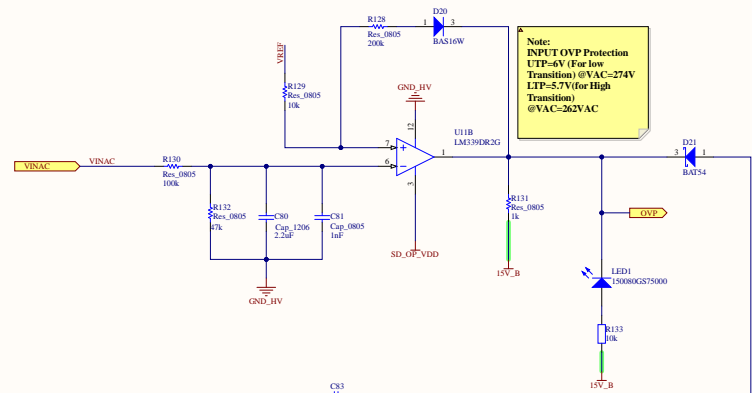 D20
R128
Res_0805
200k
1
3
BAS16W
Note:
INPUT OVP Protection
UTP=6V (For low
Transition) @VAC=274V
LTP=5.7V(for High
Transition)
@VAC=262VAC
VREF
R129
Res_0805
10k
GND_HV
12
U11B
LM339DR2G
7
6
1
3
SD_OP_VDD
VINAC
VINAC
R130
Res_0805
100k
R132
Res_0805
47k
C80
Cap_1206
2.2uF
C81
Cap_0805
1nF
GND_HV
R131
Res_0805
1k
15V_B
D21
3
1
BAT54
OVP
LED1
150080GS75000
R133
10k
15V_B
C83